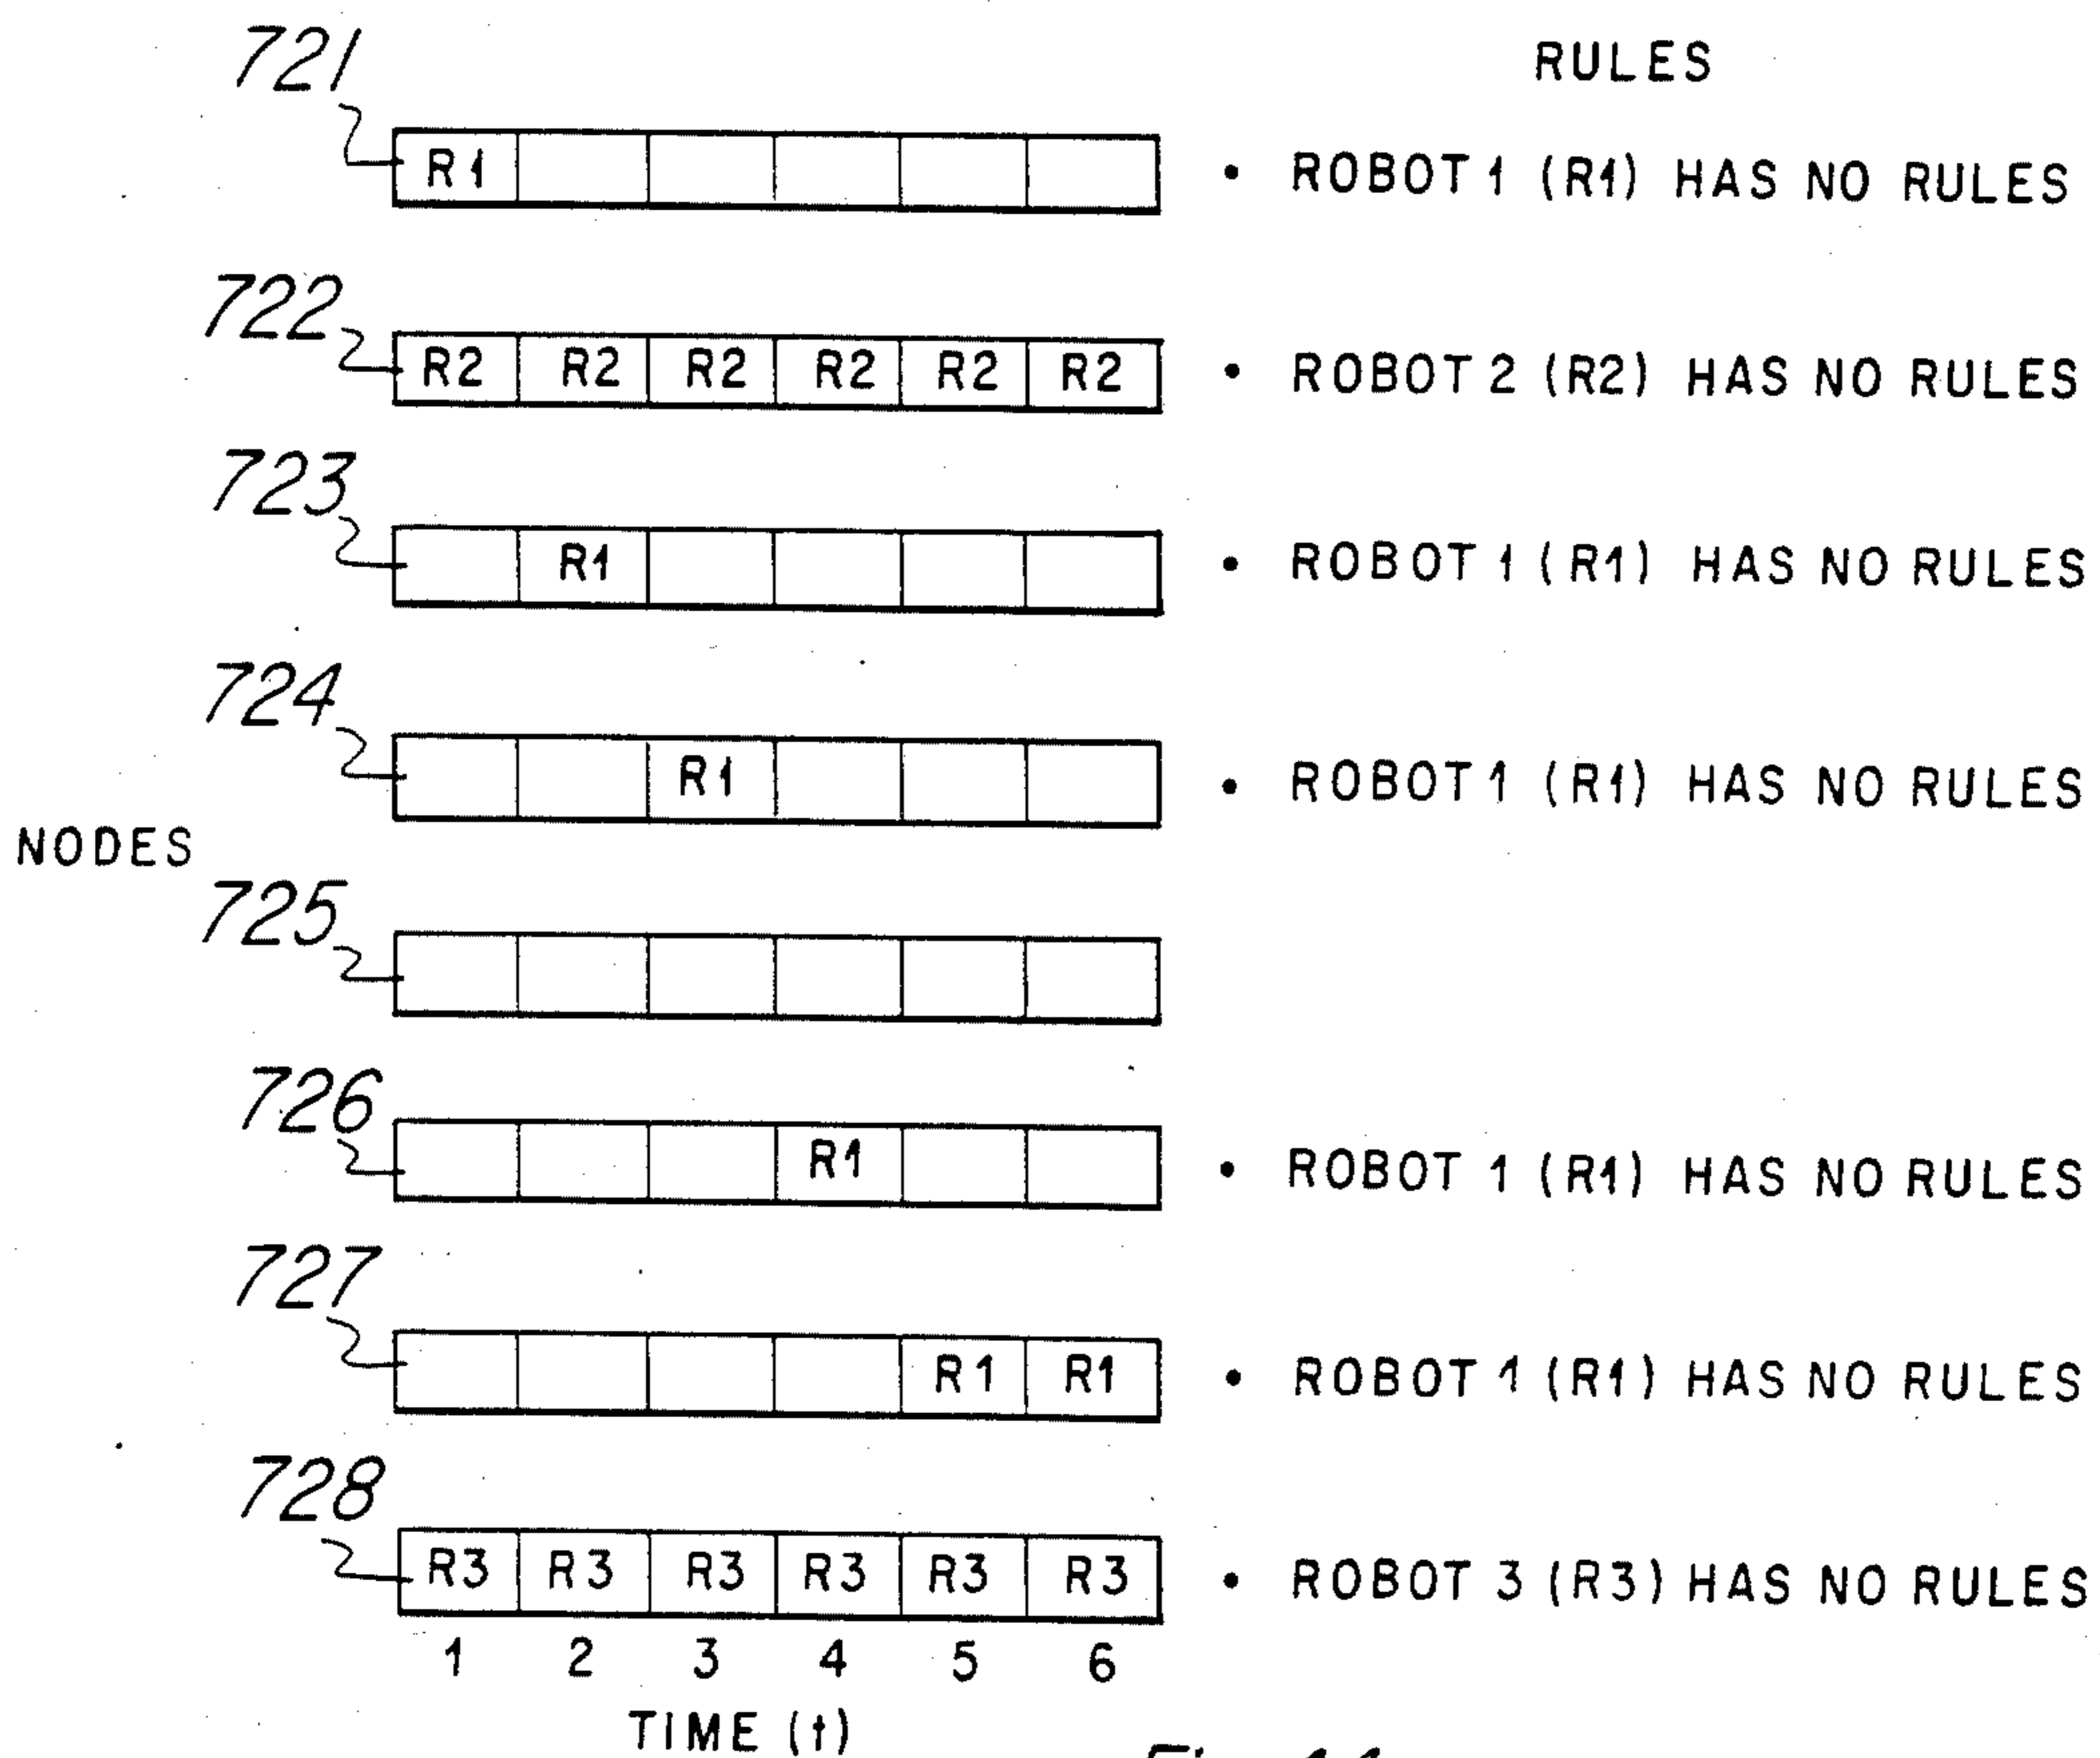 721
RULES
R1
• ROBOT 1 (R1) HAS NO RULES
722
R2 R2 R2 R2 R2 R2
• ROBOT 2 (R2) HAS NO RULES
723
R1
• ROBOT 1 (R1) HAS NO RULES
724
R1
• ROBOT 1 (R1) HAS NO RULES
NODES
725
726
R1
• ROBOT 1 (R1) HAS NO RULES
727
R1 R1
• ROBOT 1 (R1) HAS NO RULES
728
R3 R3 R3 R3 R3 R3
• ROBOT 3 (R3) HAS NO RULES
1 2 3 4 5 6
TIME (t)